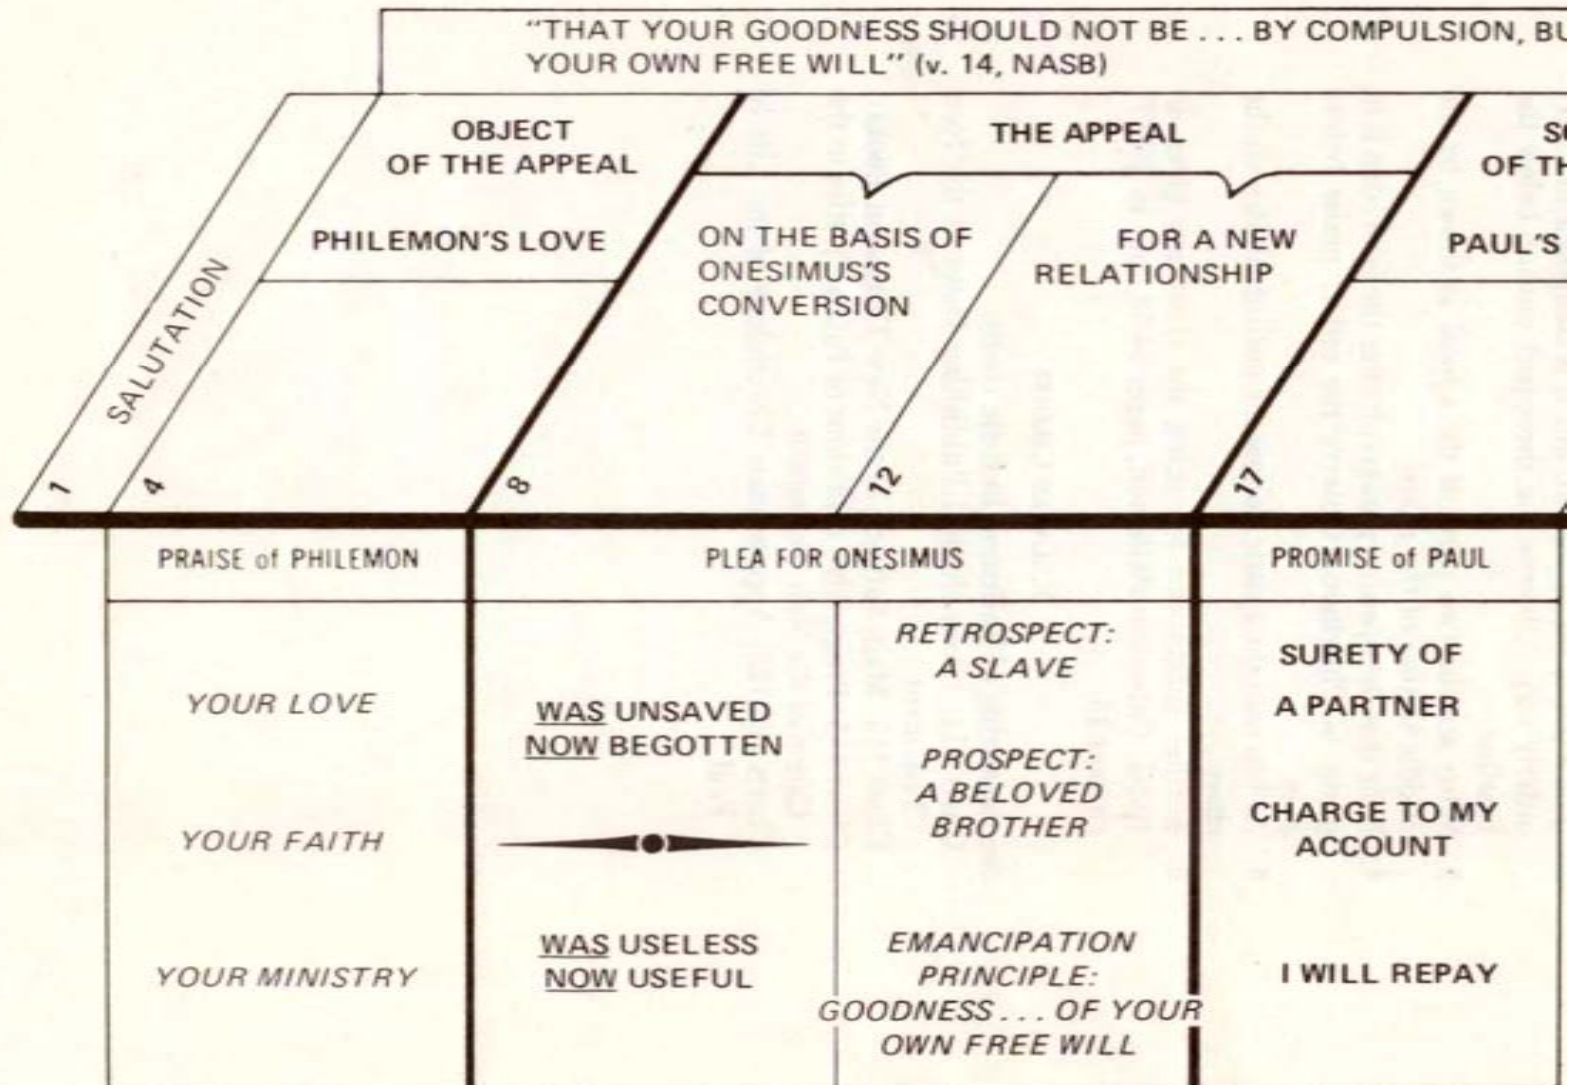 "THAT YOUR GOODNESS SHOULD NOT BE ... BY COMPULSION,
YOUR OWN FREE WILL" (v. 14, NASB)
OBJECT
OF THE APPEAL
PHILEMON'S LOVE
SALUTATION
THE APPEAL
ON THE BASIS OF
ONESIMUS'S
CONVERSION
FOR A NEW
RELATIONSHIP
OF
PAUL'S
1
4
8
12
17
PRAISE of PHILEMON
PLEA FOR ONESIMUS
PROMISE of PAUL
YOUR LOVE
YOUR FAITH
YOUR MINISTRY
WAS UNSAVED
NOW BEGOTTEN
WAS USELESS
NOW USEFUL
RETROSPECT:
A SLAVE
PROSPECT:
A BELOVED
BROTHER
EMANCIPATION
PRINCIPLE:
GOODNESS ... OF YOUR
OWN FREE WILL
SURETY OF
A PARTNER
CHARGE TO MY
ACCOUNT
I WILL REPAY